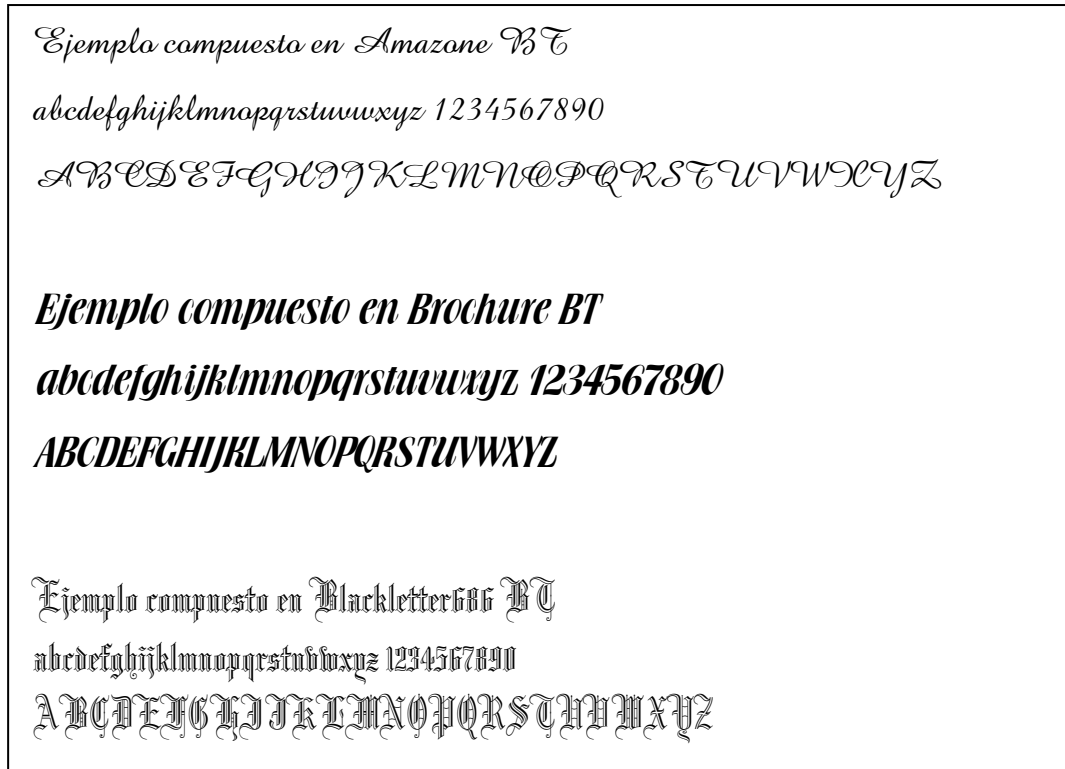 Ejemplo compuesto en Amazone BT
abcdefghijklmnopqrstuvwxyz 1234567890
ABCDEFGHIJKLMNOPQRSTUVWXYZ
Ejemplo compuesto en Brochure BT
abcdefghijklmnopqrstuvwxyz 1234567890
ABCDEFGHIJKLMNOPQRSTUVWXYZ
Ejemplo compuesto en Blackletter686 BT
abcdefghijklmnopqrstuvwxyz 1234567890
ABCDEFGHIJKLMNOPQRSTUVWXYZ